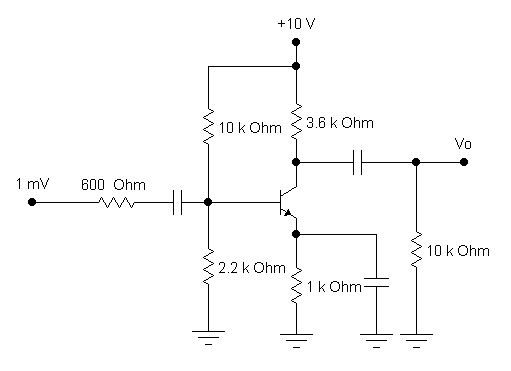 +10 V
10 k Ohm
3.6 k Ohm
Vo
1 mV
600 Ohm
2.2 k Ohm
1 k Ohm
10 k Ohm